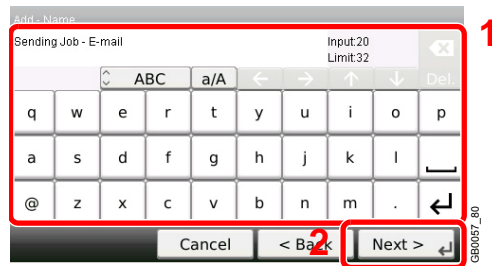 Add - Name
1
Sending Job - E-mail Input:20
Limit:32
ABC a/A ← → ↑ ↓ Del.
q w e r t y u i o p
a s d f g h j k l
@ z x c v b n m .
2
Cancel < Back Next >
GB0057_80